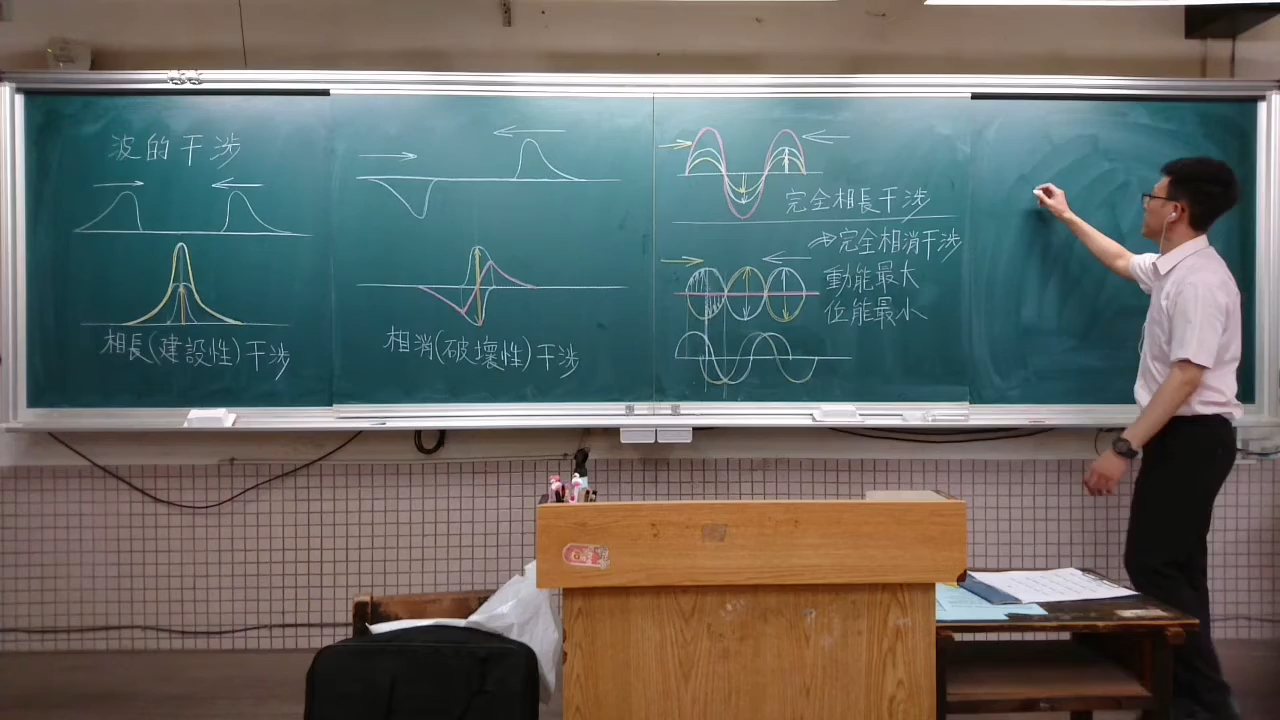 波的干涉
相長(建設性)干涉
相消(破壞性)干涉
完全相長干涉
⇒完全相消干涉
動能最大
位能最小